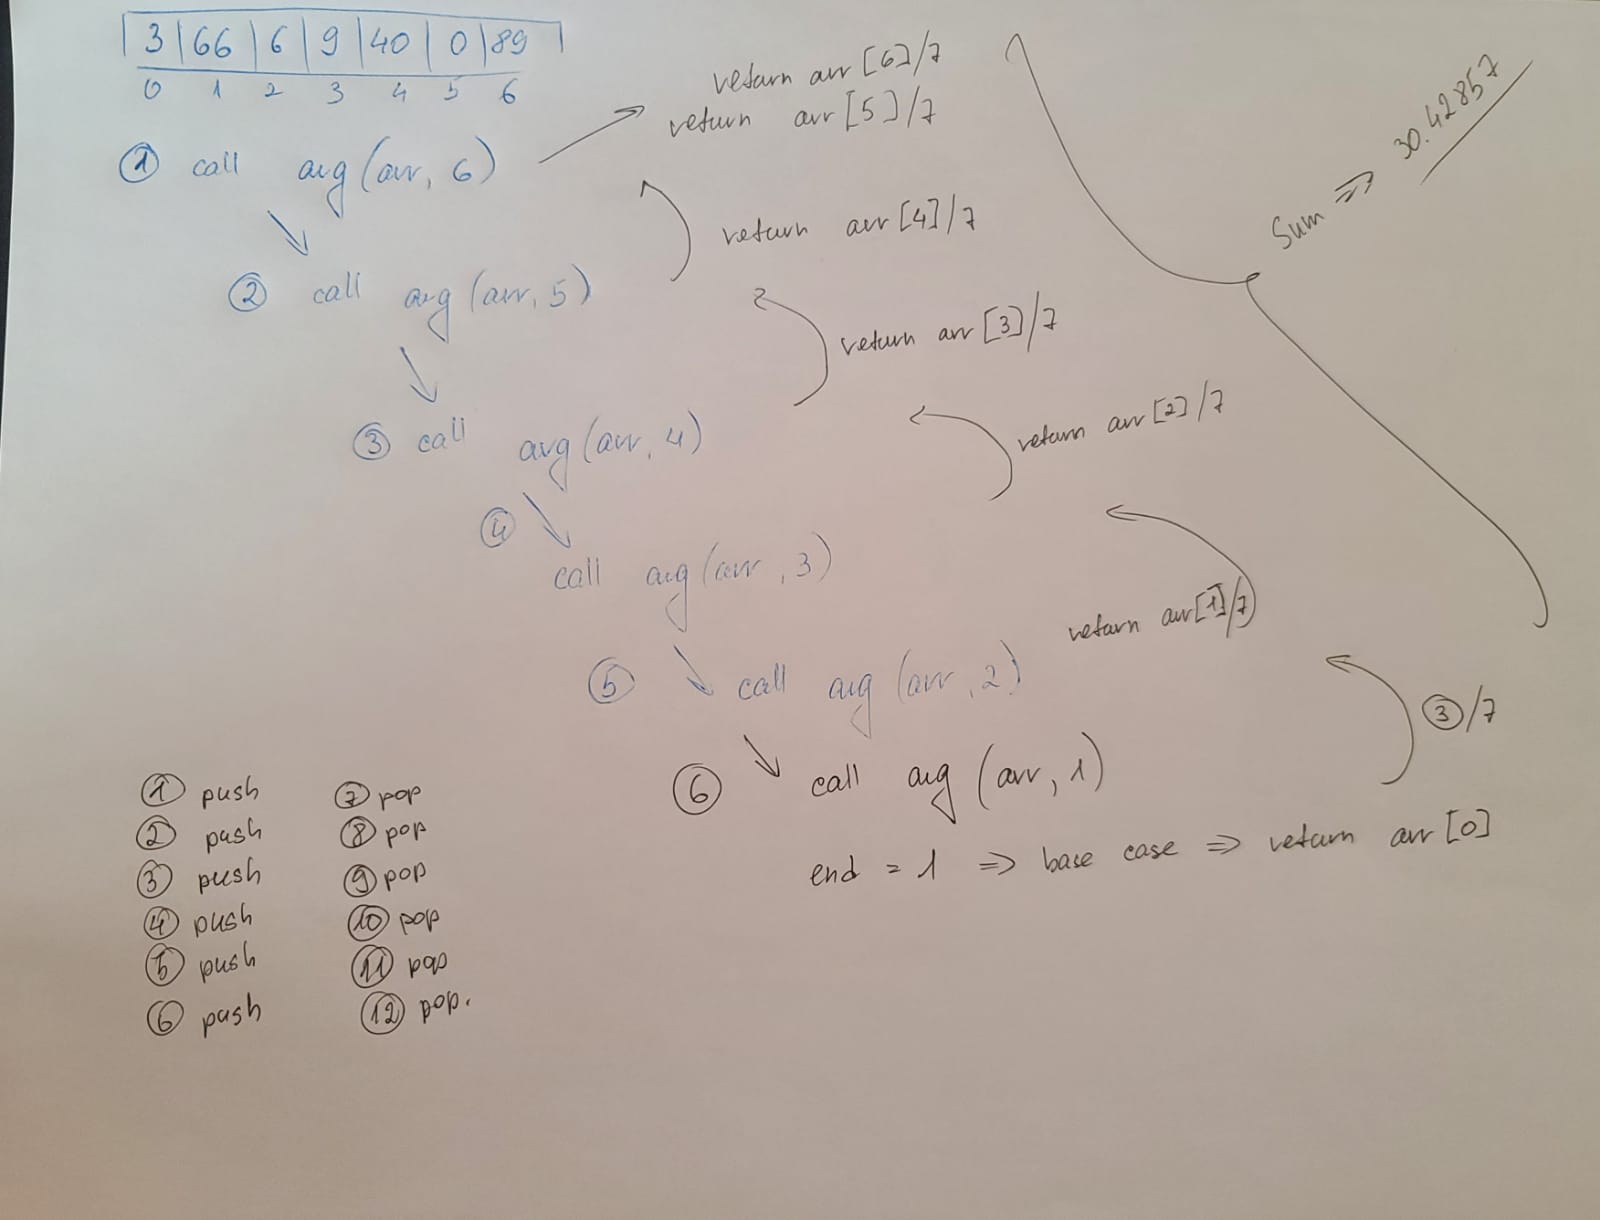 3 | 66 | 6 | 9 | 40 | 0 | 89
0 1 2 3 4 5 6
return arr [6]/7
return arr [5]/7
① call avg (arr, 6)
return arr [4]/7
② call avg (arr, 5)
return arr [3]/7
③ call avg (arr, 4)
return arr [2]/7
④
call avg (arr, 3)
return arr [1]/7
⑤ call avg (arr, 2)
③/7
⑥ call avg (arr, 1)
end = 1 => base case => return arr [0]
Sum => 30.42857
① push
② push
③ push
④ push
⑤ push
⑥ push
⑦ pop
⑧ pop
⑨ pop
⑩ pop
⑪ pop
⑫ pop.